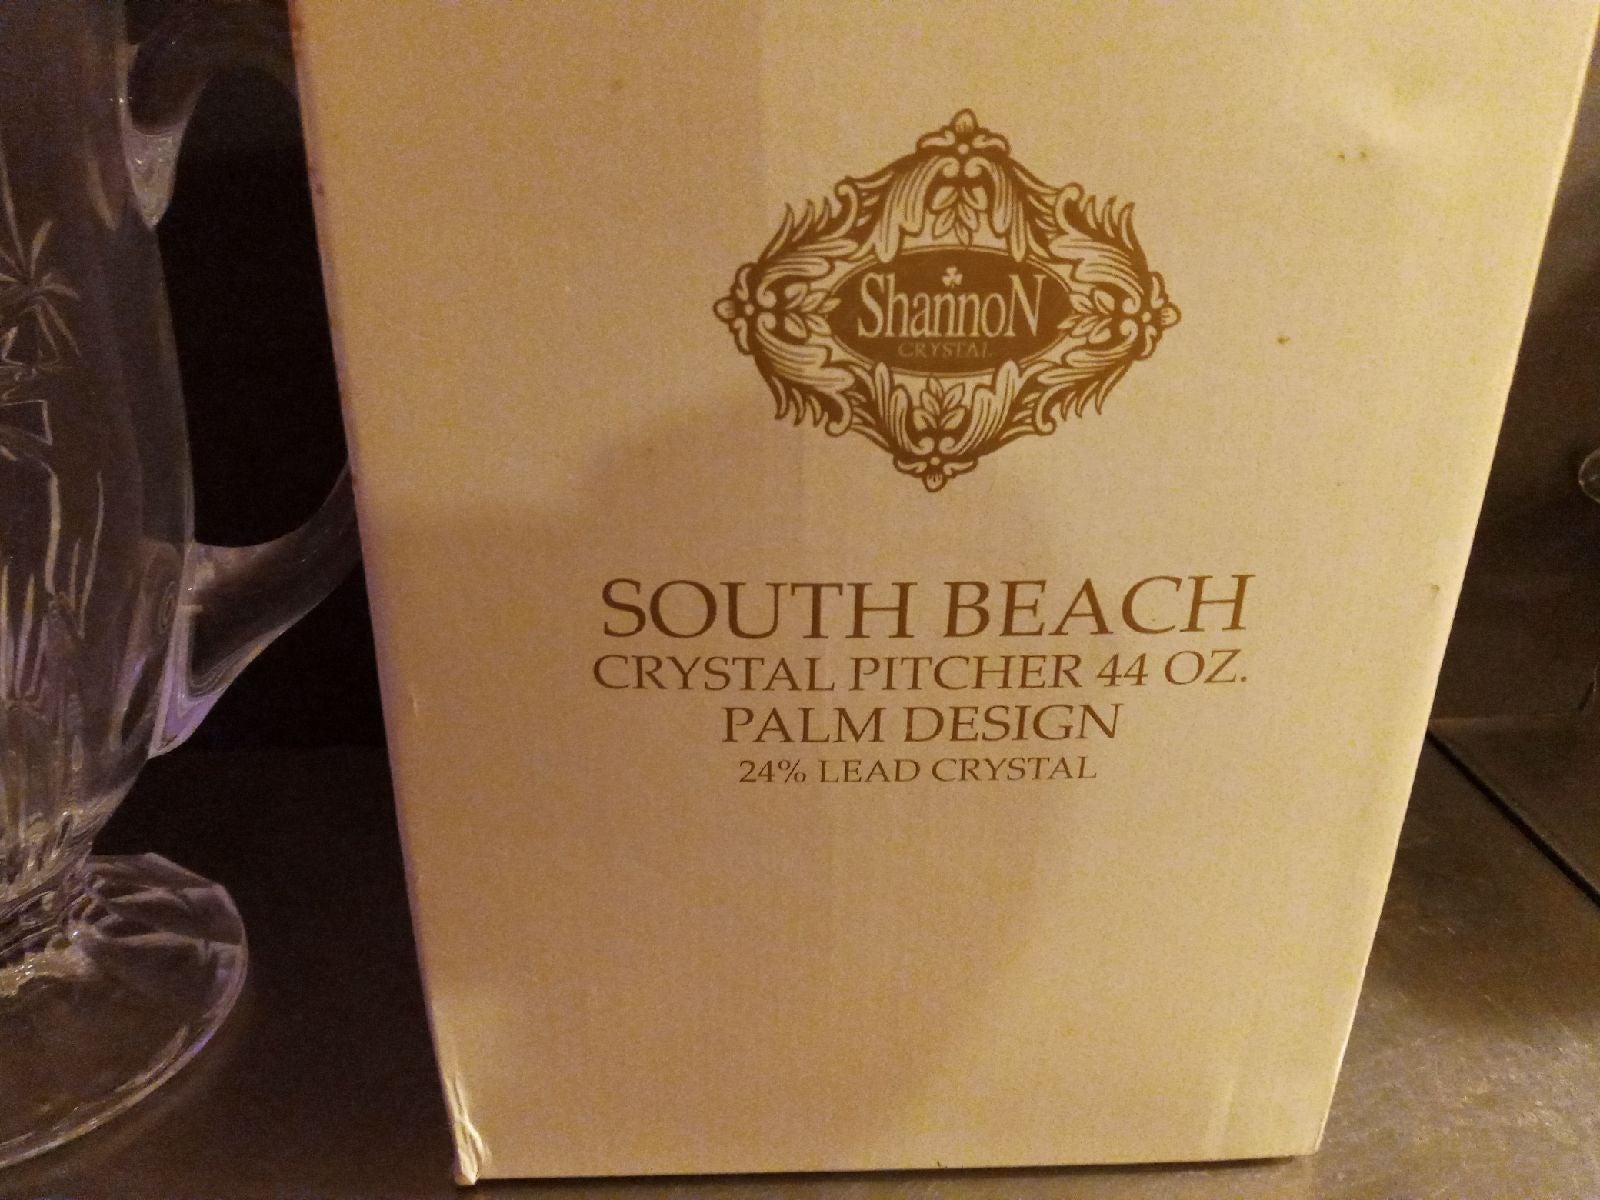 ShannoN
CRYSTAL
SOUTH BEACH
CRYSTAL PITCHER 44 OZ.
PALM DESIGN
24% LEAD CRYSTAL